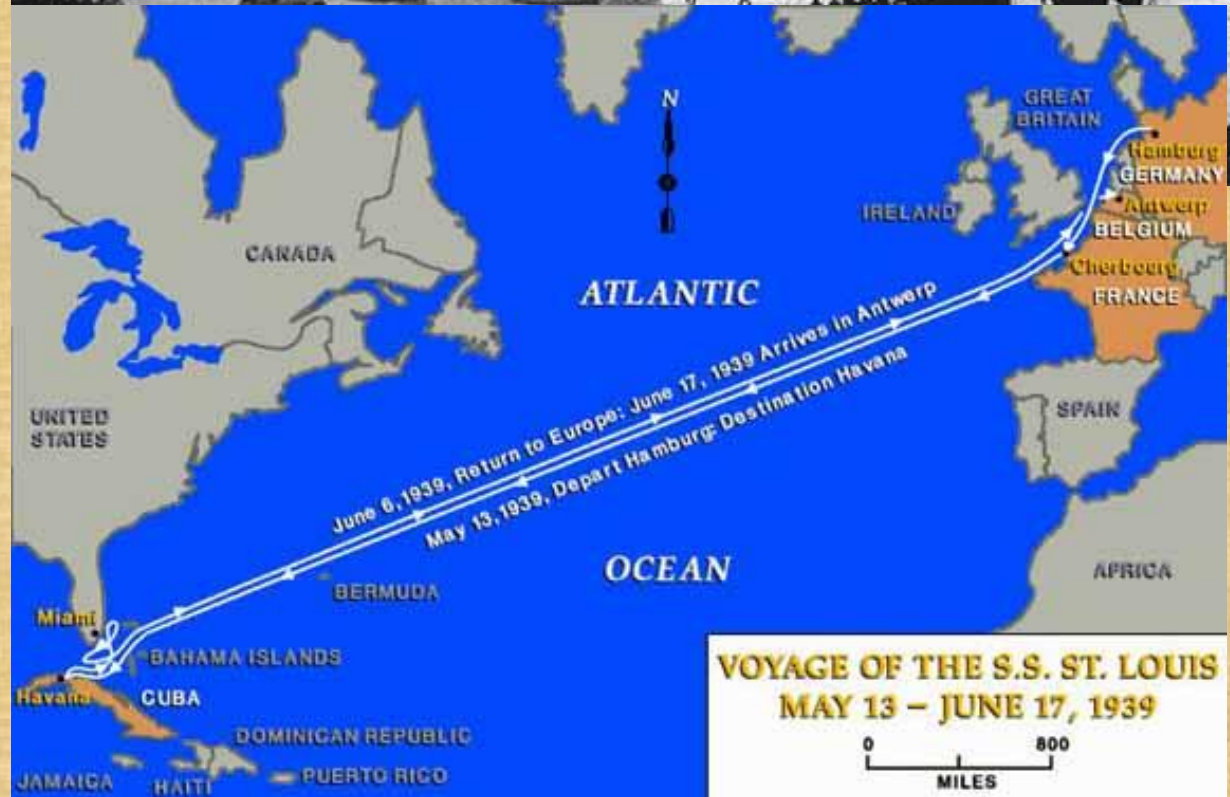 N
GREAT
BRITAIN
Hamburg
GERMANY
IRELAND
Antwerp
BELGIUM
CANADA
Cherbourg
ATLANTIC
FRANCE
June 6, 1939, Return to Europe: June 17, 1939 Arrives in Antwerp
May 13, 1939, Depart Hamburg: Destination Havana
UNITED
STATES
SPAIN
OCEAN
AFRICA
BERMUDA
Miami
BAHAMA ISLANDS
Havana
CUBA
DOMINICAN REPUBLIC
JAMAICA
HAITI
PUERTO RICO
VOYAGE OF THE S.S. ST. LOUIS
MAY 13 – JUNE 17, 1939
0 800
MILES